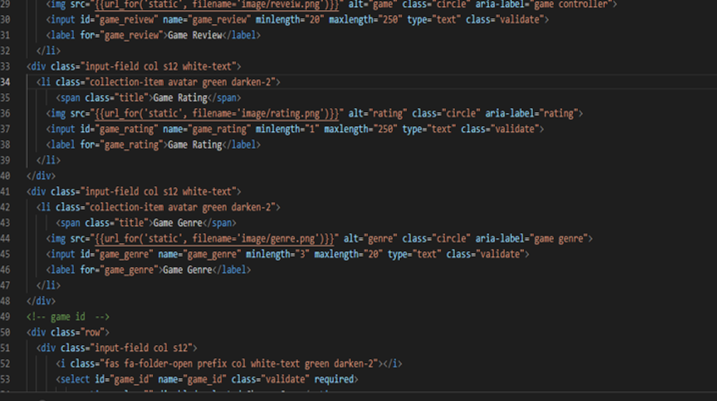 29 <img src="{{url_for('static', filename='image/reveiw.png')}}" alt="game" class="circle" aria-label="game controller">
30 <input id="game_reivew" name="game_review" minlength="20" maxlength="250" type="text" class="validate">
31 <label for="game_review">Game Review</label>
32 </li>
33 <div class="input-field col s12 white-text">
34 <li class="collection-item avatar green darken-2">
35 <span class="title">Game Rating</span>
36 <img src="{{url_for('static', filename='image/rating.png')}}" alt="rating" class="circle" aria-label="rating">
37 <input id="game_rating" name="game_rating" minlength="1" maxlength="250" type="text" class="validate">
38 <label for="game_rating">Game Rating</label>
39 </li>
40 </div>
41 <div class="input-field col s12 white-text">
42 <li class="collection-item avatar green darken-2">
43 <span class="title">Game Genre</span>
44 <img src="{{url_for('static', filename='image/genre.png')}}" alt="genre" class="circle" aria-label="game genre">
45 <input id="game_genre" name="game_genre" minlength="3" maxlength="20" type="text" class="validate">
46 <label for="game_genre">Game Genre</label>
47 </li>
48 </div>
49 <!-- game id -->
50 <div class="row">
51 <div class="input-field col s12">
52 <i class="fas fa-folder-open prefix col white-text green darken-2"></i>
53 <select id="game_id" name="game_id" class="validate" required>